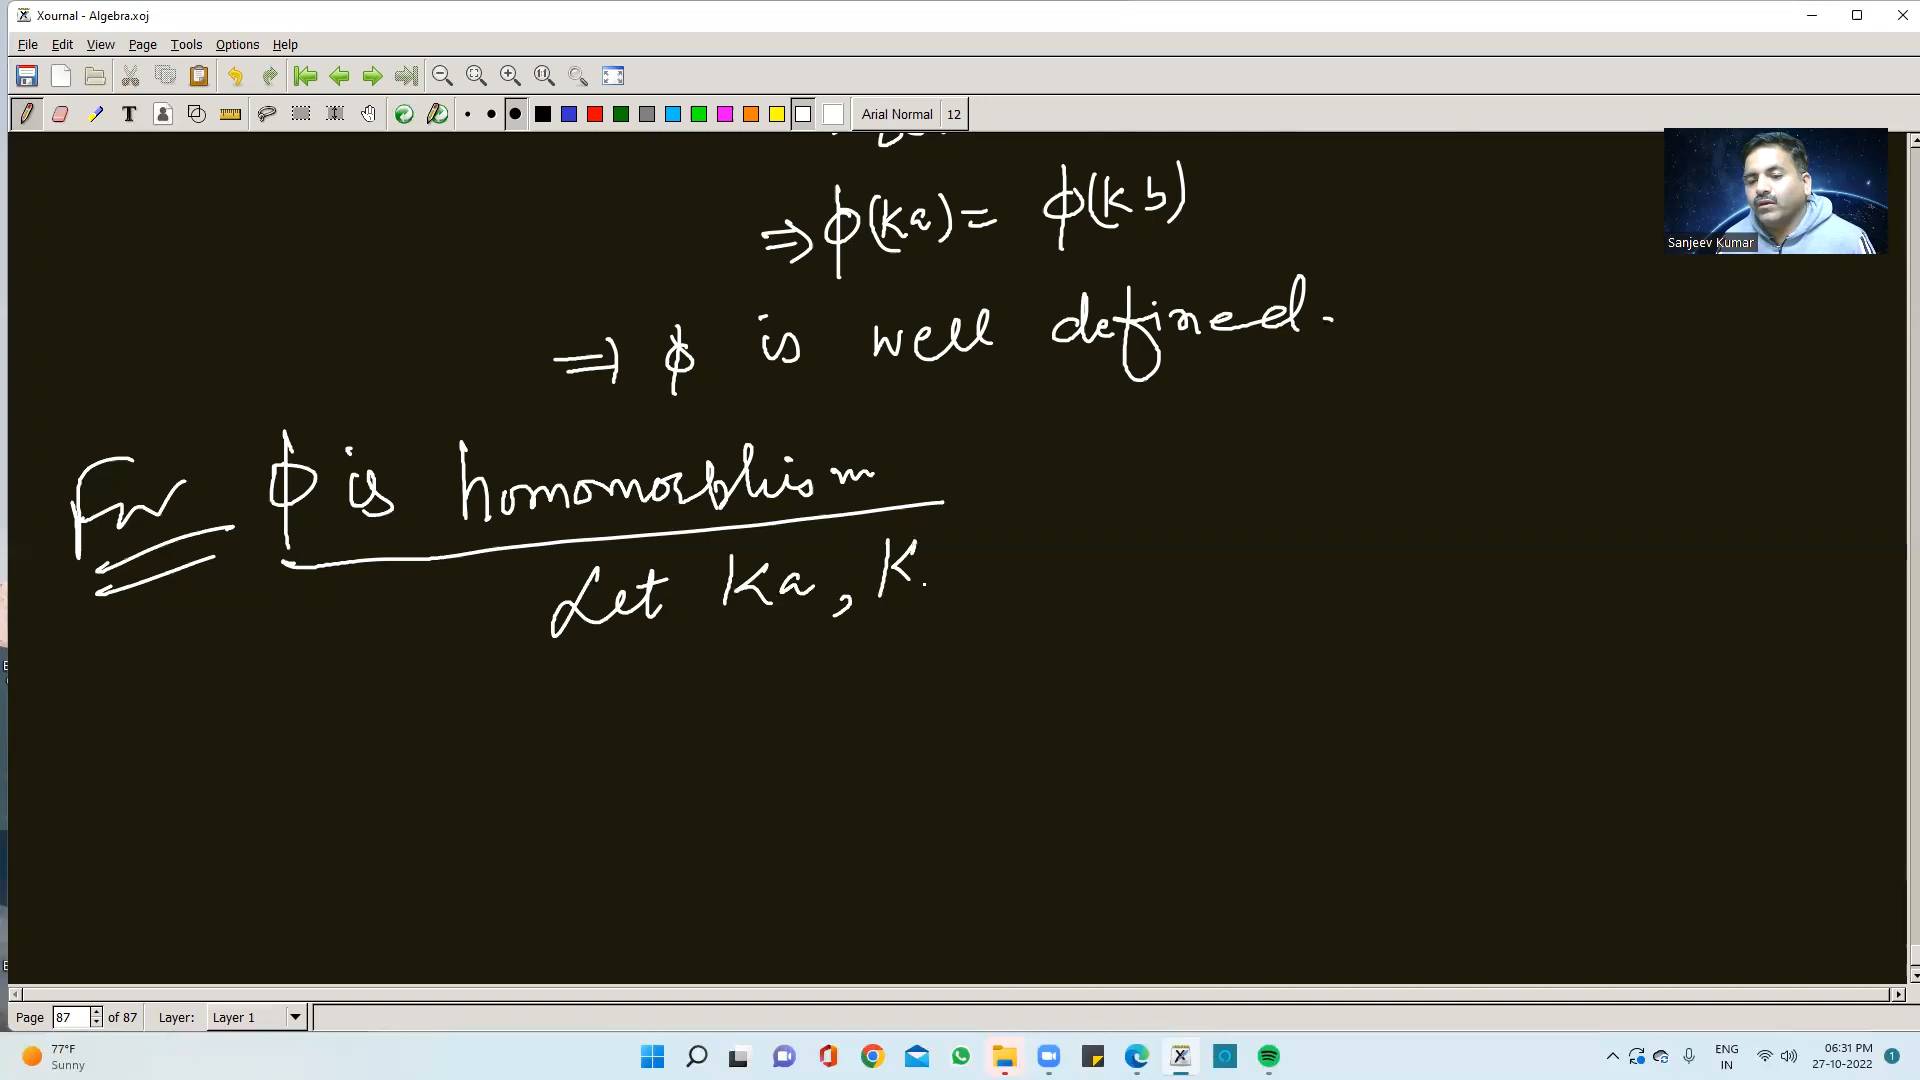 Xournal - Algebra.xoj
File Edit View Page Tools Options Help
Arial Normal 12
⇒ φ(Ka) = φ(Kb)
⇒ φ is well defined.
Sanjeev Kumar
φ is homomorphism
Let Ka, K
Page 87 of 87 Layer: Layer 1
77°F
Sunny
ENG
IN
06:31 PM
27-10-2022
1